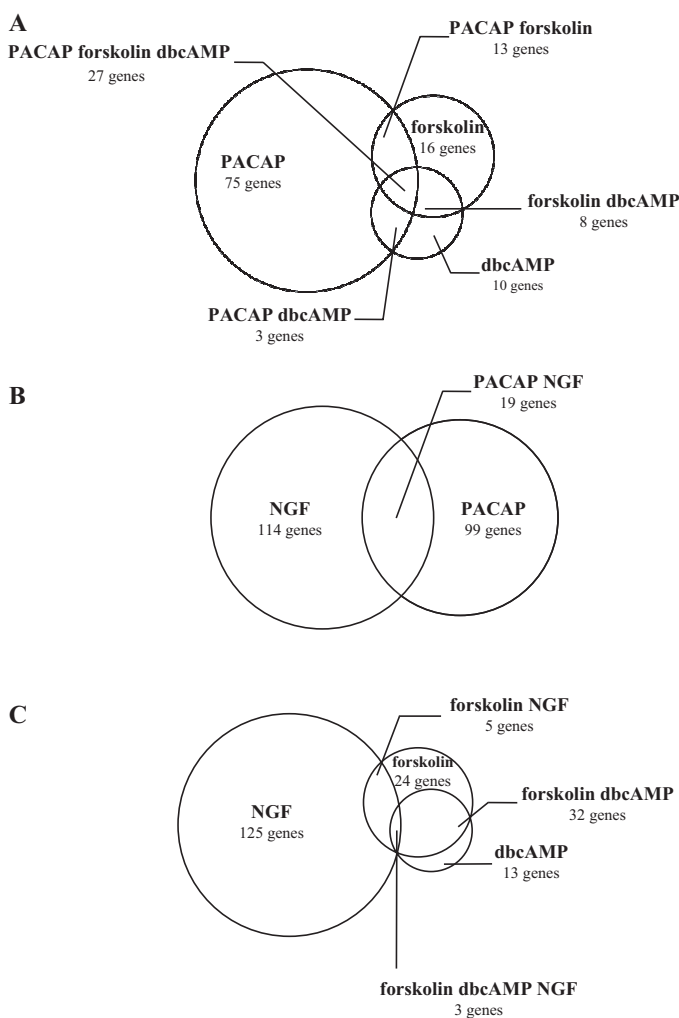 A
PACAP forskolin
13 genes
PACAP forskolin dbcAMP
27 genes
forskolin
16 genes
PACAP
75 genes
forskolin dbcAMP
8 genes
dbcAMP
10 genes
PACAP dbcAMP
3 genes
B
PACAP NGF
19 genes
NGF
114 genes
PACAP
99 genes
C
forskolin NGF
5 genes
forskolin
24 genes
forskolin dbcAMP
32 genes
NGF
125 genes
dbcAMP
13 genes
forskolin dbcAMP NGF
3 genes